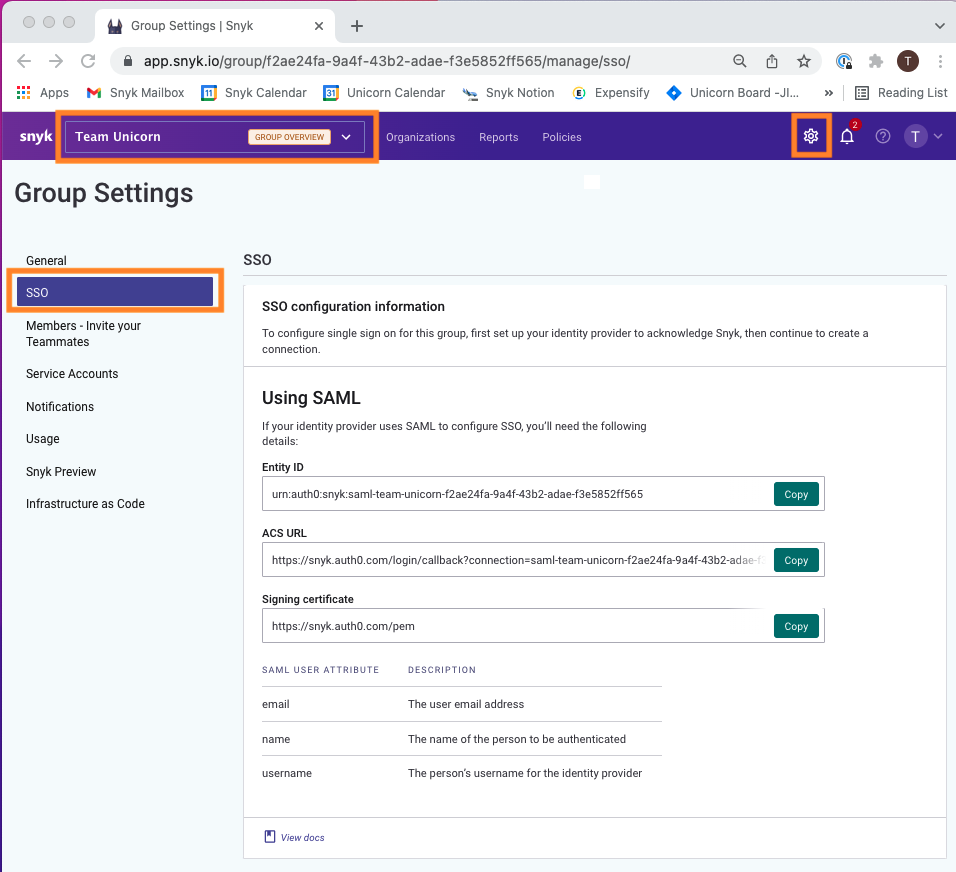 Group Settings | Snyk
app.snyk.io/group/f2ae24fa-9a4f-43b2-adae-f3e5852ff565/manage/sso/
T
Apps
Snyk Mailbox
11 Snyk Calendar
31 Unicorn Calendar
Snyk Notion
E Expensify
Unicorn Board -JI...
»
Reading List
snyk
Team Unicorn
GROUP OVERVIEW
Organizations
Reports
Policies
2
T
Group Settings
General
SSO
Members - Invite your
Teammates
Service Accounts
Notifications
Usage
Snyk Preview
Infrastructure as Code
SSO
SSO configuration information
To configure single sign on for this group, first set up your identity provider to acknowledge Snyk, then continue to create a
connection.
Using SAML
If your identity provider uses SAML to configure SSO, you'll need the following
details:
Entity ID
urn:auth0:snyk:saml-team-unicorn-f2ae24fa-9a4f-43b2-adae-f3e5852ff565
Copy
ACS URL
https://snyk.auth0.com/login/callback?connection=saml-team-unicorn-f2ae24fa-9a4f-43b2-adae-f
Copy
Signing certificate
https://snyk.auth0.com/pem
Copy
SAML USER ATTRIBUTE DESCRIPTION
email The user email address
name The name of the person to be authenticated
username The person's username for the identity provider
View docs